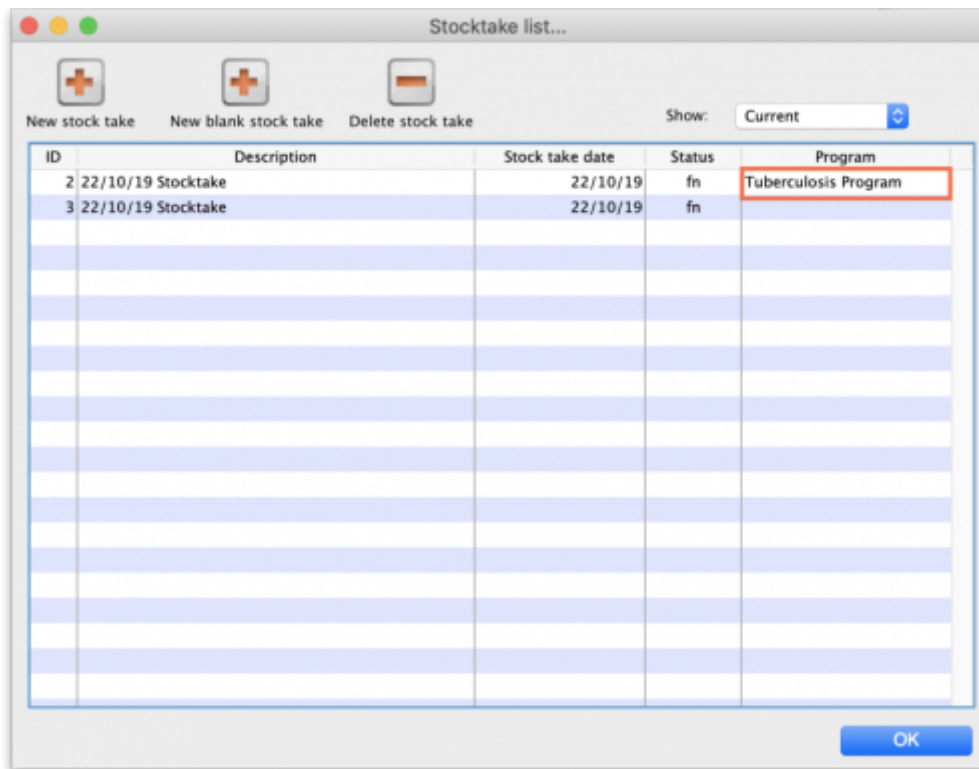 Stocktake list...
New stock take New blank stock take Delete stock take Show: Current
ID Description Stock take date Status Program
2 22/10/19 Stocktake 22/10/19 fn Tuberculosis Program
3 22/10/19 Stocktake 22/10/19 fn
OK